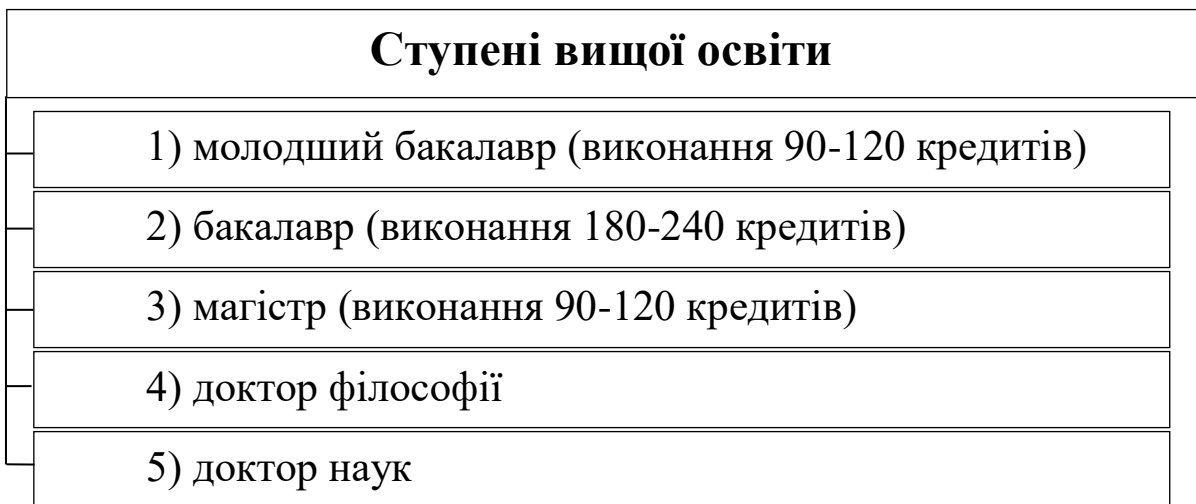 Ступені вищої освіти
1) молодший бакалавр (виконання 90-120 кредитів)
2) бакалавр (виконання 180-240 кредитів)
3) магістр (виконання 90-120 кредитів)
4) доктор філософії
5) доктор наук